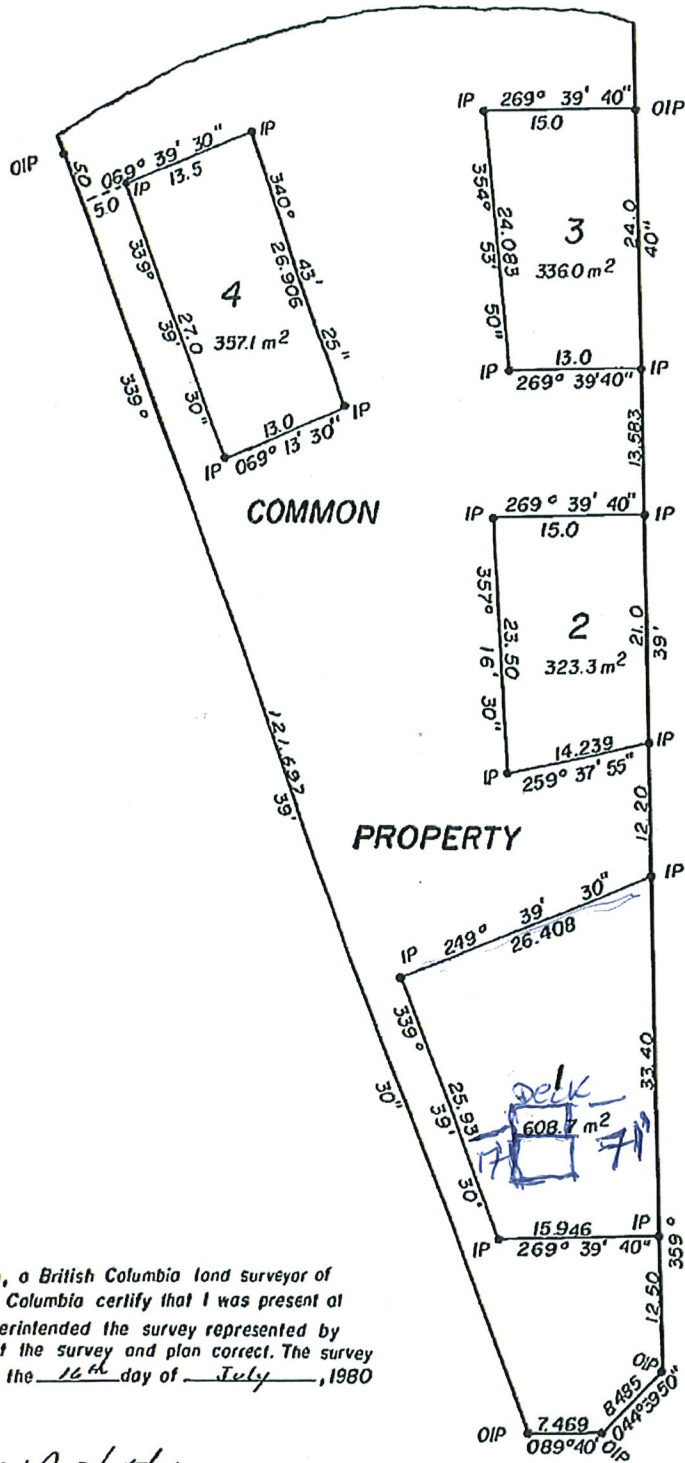 OIP
5.0
5.0
069° 39' 30"
13.5
IP
IP
339° 39' 30"
27.0
340° 43' 25"
26.906
4
357.1 m²
13.0
069° 13' 30"
IP
IP
IP
269° 39' 40"
OIP
15.0
354° 53' 50"
24.083
3
336.0 m²
24.0
40"
IP
13.0
269° 39' 40"
IP
13.583
COMMON
IP
269° 39' 40"
IP
15.0
357° 16' 30"
23.50
2
323.3 m²
21.0
39'
IP
14.239
259° 37' 55"
IP
12.20
PROPERTY
IP
IP
249° 39' 30"
26.408
339° 39' 30'
25.931
33.40
1
DECK
608.7 m²
17'
71"
15.946
IP
IP
269° 39' 40"
359°
12.50
339°
121.697
39'
30"
OIP
8.485
044°39'50"
OIP
7.469
089°40'
OIP
, a British Columbia land surveyor of
Columbia certify that I was present at
erintended the survey represented by
t the survey and plan correct. The survey
the 16th day of July, 1980